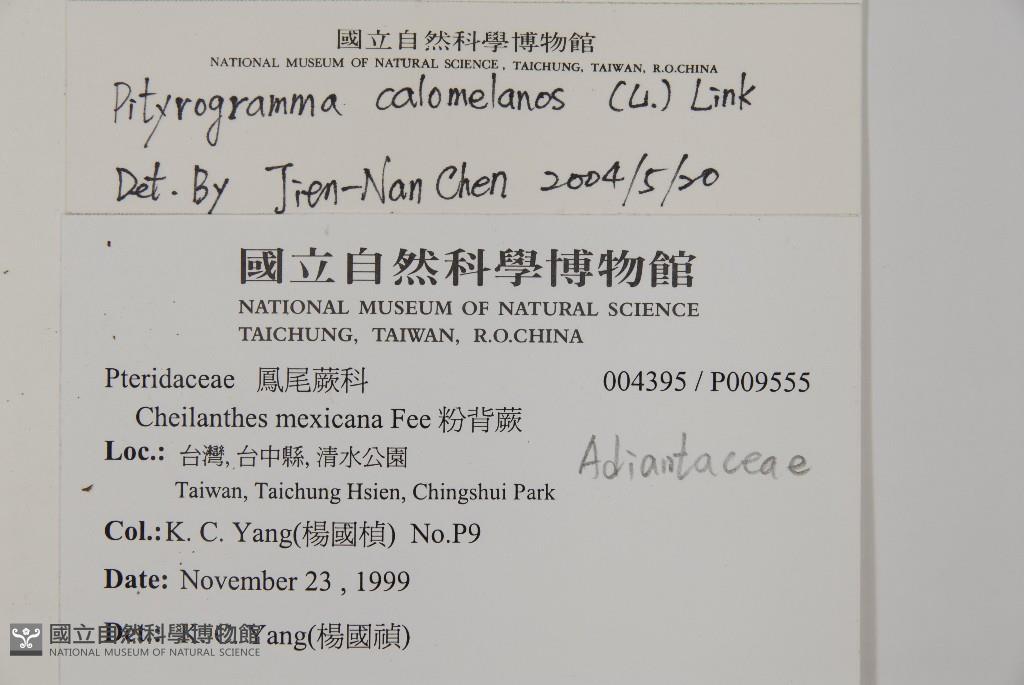 國立自然科學博物館
NATIONAL MUSEUM OF NATURAL SCIENCE, TAICHUNG, TAIWAN, R.O.CHINA
Pityrogramma calomelanos (L.) Link
Det. By Jien-Nan Chen 2004/5/20
國立自然科學博物館
NATIONAL MUSEUM OF NATURAL SCIENCE
TAICHUNG, TAIWAN, R.O.CHINA
Pteridaceae 鳳尾蕨科 004395 / P009555
Cheilanthes mexicana Fee 粉背蕨
Loc.: 台灣, 台中縣, 清水公園
Adiantaceae
Taiwan, Taichung Hsien, Chingshui Park
Col.: K. C. Yang(楊國楨) No.P9
Date: November 23 , 1999
Det.: K. C. Yang(楊國禎)
國立自然科學博物館
NATIONAL MUSEUM OF NATURAL SCIENCE